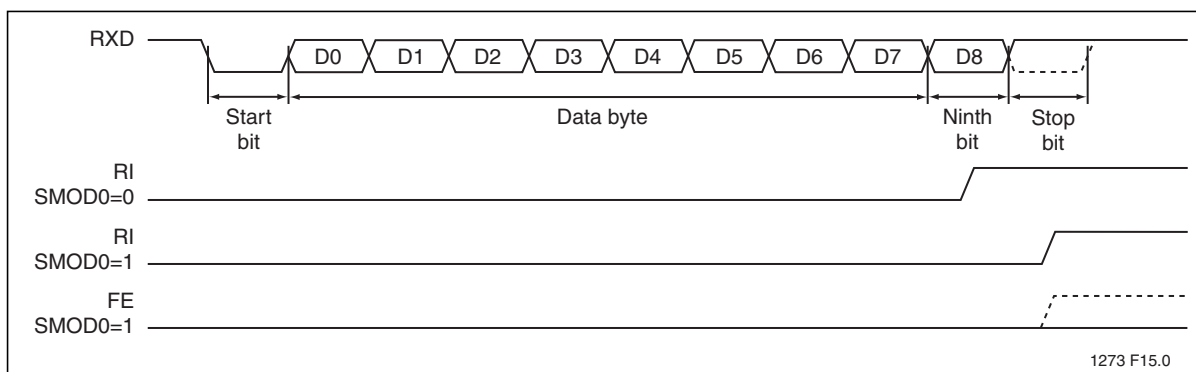 RXD
D0 D1 D2 D3 D4 D5 D6 D7 D8
Start
bit
Data byte
Ninth
bit
Stop
bit
RI
SMOD0=0
RI
SMOD0=1
FE
SMOD0=1
1273 F15.0